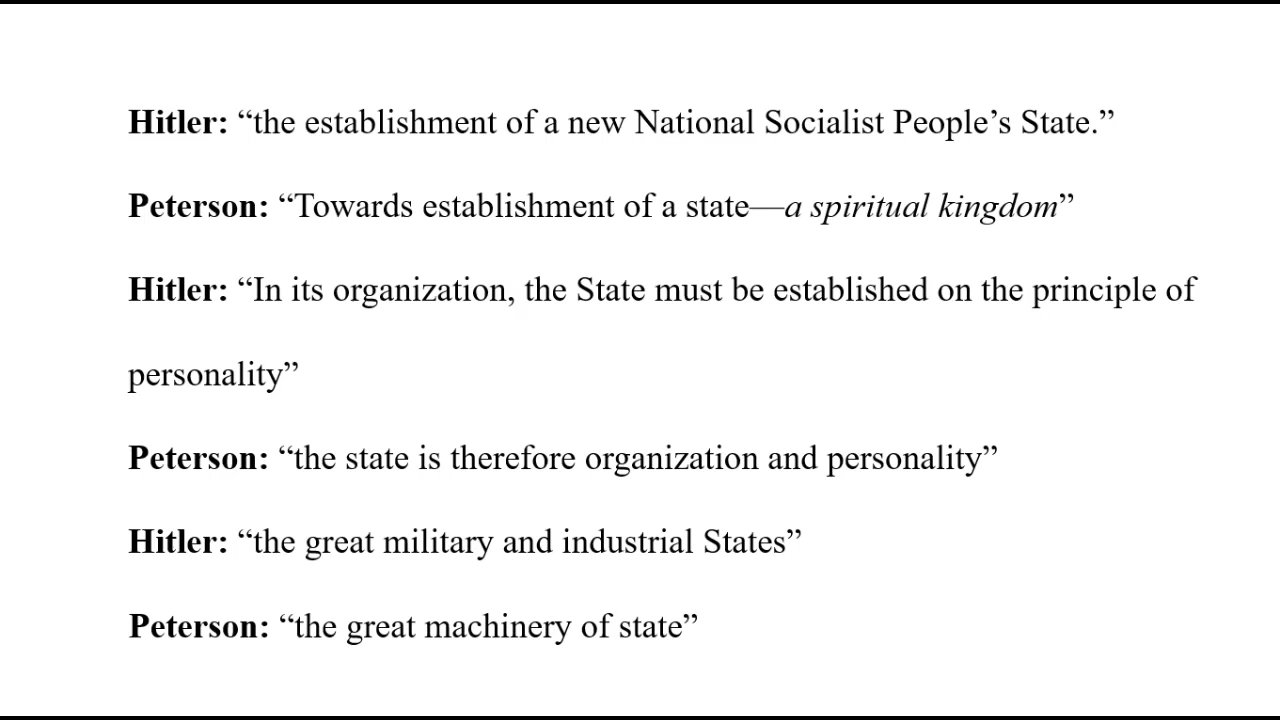 Hitler: “the establishment of a new National Socialist People’s State.”
Peterson: “Towards establishment of a state—a spiritual kingdom”
Hitler: “In its organization, the State must be established on the principle of
personality”
Peterson: “the state is therefore organization and personality”
Hitler: “the great military and industrial States”
Peterson: “the great machinery of state”